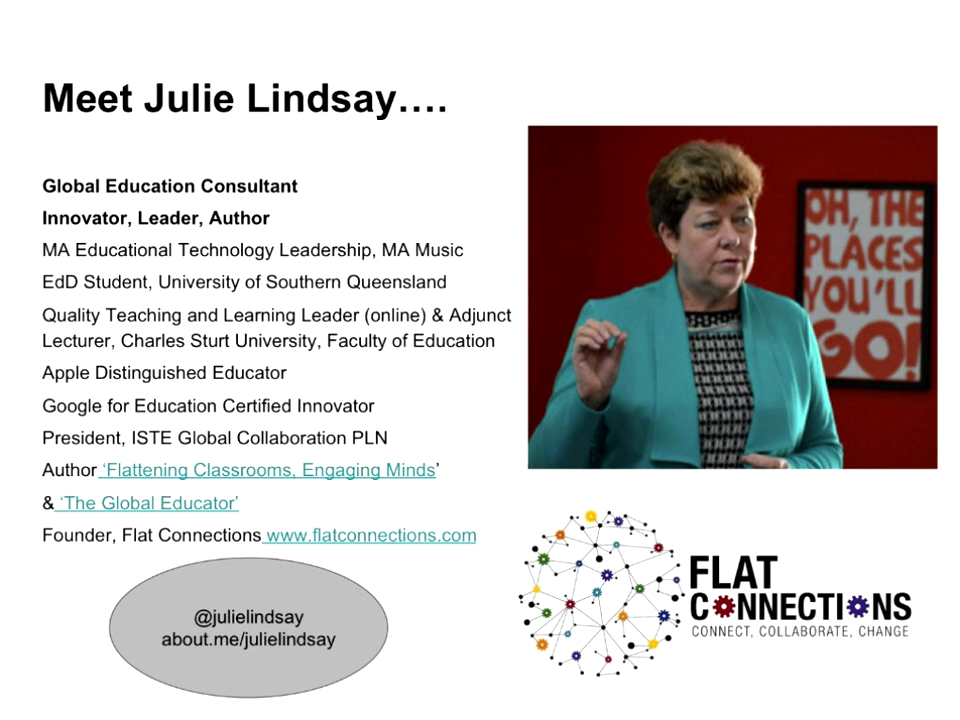 Meet Julie Lindsay….
Global Education Consultant
Innovator, Leader, Author
MA Educational Technology Leadership, MA Music
EdD Student, University of Southern Queensland
Quality Teaching and Learning Leader (online) & Adjunct
Lecturer, Charles Sturt University, Faculty of Education
Apple Distinguished Educator
Google for Education Certified Innovator
President, ISTE Global Collaboration PLN
Author ‘Flattening Classrooms, Engaging Minds’
& ‘The Global Educator’
Founder, Flat Connections www.flatconnections.com
@julielindsay
about.me/julielindsay
OH, THE
PLACES
YOU'LL
GO!
FLAT
CONNECTIONS
CONNECT, COLLABORATE, CHANGE